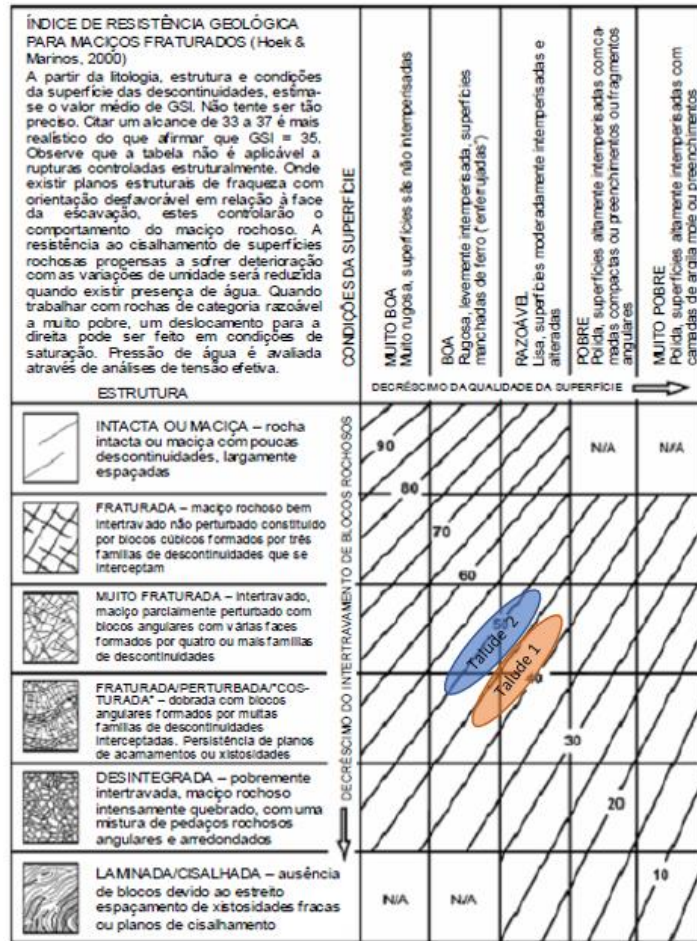 ÍNDICE DE RESISTÊNCIA GEOLÓGICA
PARA MACIÇOS FRATURADOS (Hoek &
Marinos, 2000)
A partir da litologia, estrutura e condições
da superfície das descontinuidades, estima-
se o valor médio de GSI. Não tente ser tão
preciso. Citar um alcance de 33 a 37 é mais
realístico do que afirmar que GSI = 35.
Observe que a tabela não é aplicável a
rupturas controladas estruturalmente. Onde
existir planos estruturais de fraqueza com
orientação desfavorável em relação à face
da escavação, estes controlarão o
comportamento do maciço rochoso. A
resistência ao cisalhamento de superfícies
rochosas propensas a sofrer deterioração
com as variações de umidade será reduzida
quando existir presença de água. Quando
trabalhar com rochas de categoria razoável
a muito pobre, um deslocamento para a
direita pode ser feito em condições de
saturação. Pressão de água é avaliada
através de análises de tensão efetiva.
ESTRUTURA
CONDIÇÕES DA SUPERFÍCIE
MUITO BOA
Muito rugosa, superfícies sãs não intemperisadas
BOA
Rugosa, levemente intemperisada, superfícies
manchadas de ferro ("enferrujadas")
RAZOÁVEL
Lisa, superfícies moderadamente intemperisadas e
alteradas
POBRE
Polida, superfícies altamente intemperisadas com ca-
madas compactas ou preenchimentos ou fragmentos
angulares
MUITO POBRE
Polida, superfícies altamente intemperisadas com
camadas de argila mole ou preenchimentos
DECRÉSCIMO DA QUALIDADE DA SUPERFÍCIE
DECRÉSCIMO DO INTERTRAVAMENTO DE BLOCOS ROCHOSOS
INTACTA OU MACIÇA – rocha
intacta ou maciça com poucas
descontinuidades, largamente
espaçadas
90
80
N/A
N/A
FRATURADA – maciço rochoso bem
intertravado não perturbado constituído
por blocos cúbicos formados por três
famílias de descontinuidades que se
interceptam
70
60
MUITO FRATURADA – intertravado,
maciço parcialmente perturbado com
blocos angulares com várias faces
formados por quatro ou mais famílias
de descontinuidades
50
Talude 2
Talude 1
40
FRATURADA/PERTURBADA/"COS-
TURADA" – dobrada com blocos
angulares formados por muitas
famílias de descontinuidades
interceptadas. Persistência de planos
de acamamentos ou xistosidades
30
DESINTEGRADA – pobremente
intertravada, maciço rochoso
intensamente quebrado, com uma
mistura de pedaços rochosos
angulares e arredondados
20
LAMINADA/CISALHADA – ausência
de blocos devido ao estreito
espaçamento de xistosidades fracas
ou planos de cisalhamento
N/A
N/A
10